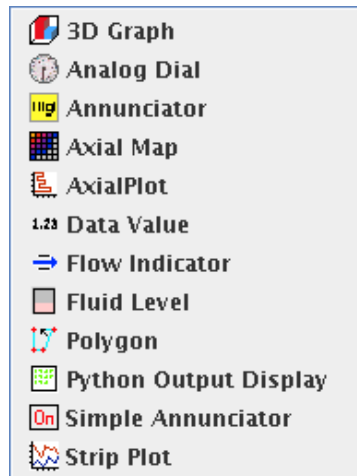 3D Graph
Analog Dial
Annunciator
Axial Map
AxialPlot
1.23 Data Value
Flow Indicator
Fluid Level
Polygon
Python Output Display
On Simple Annunciator
Strip Plot